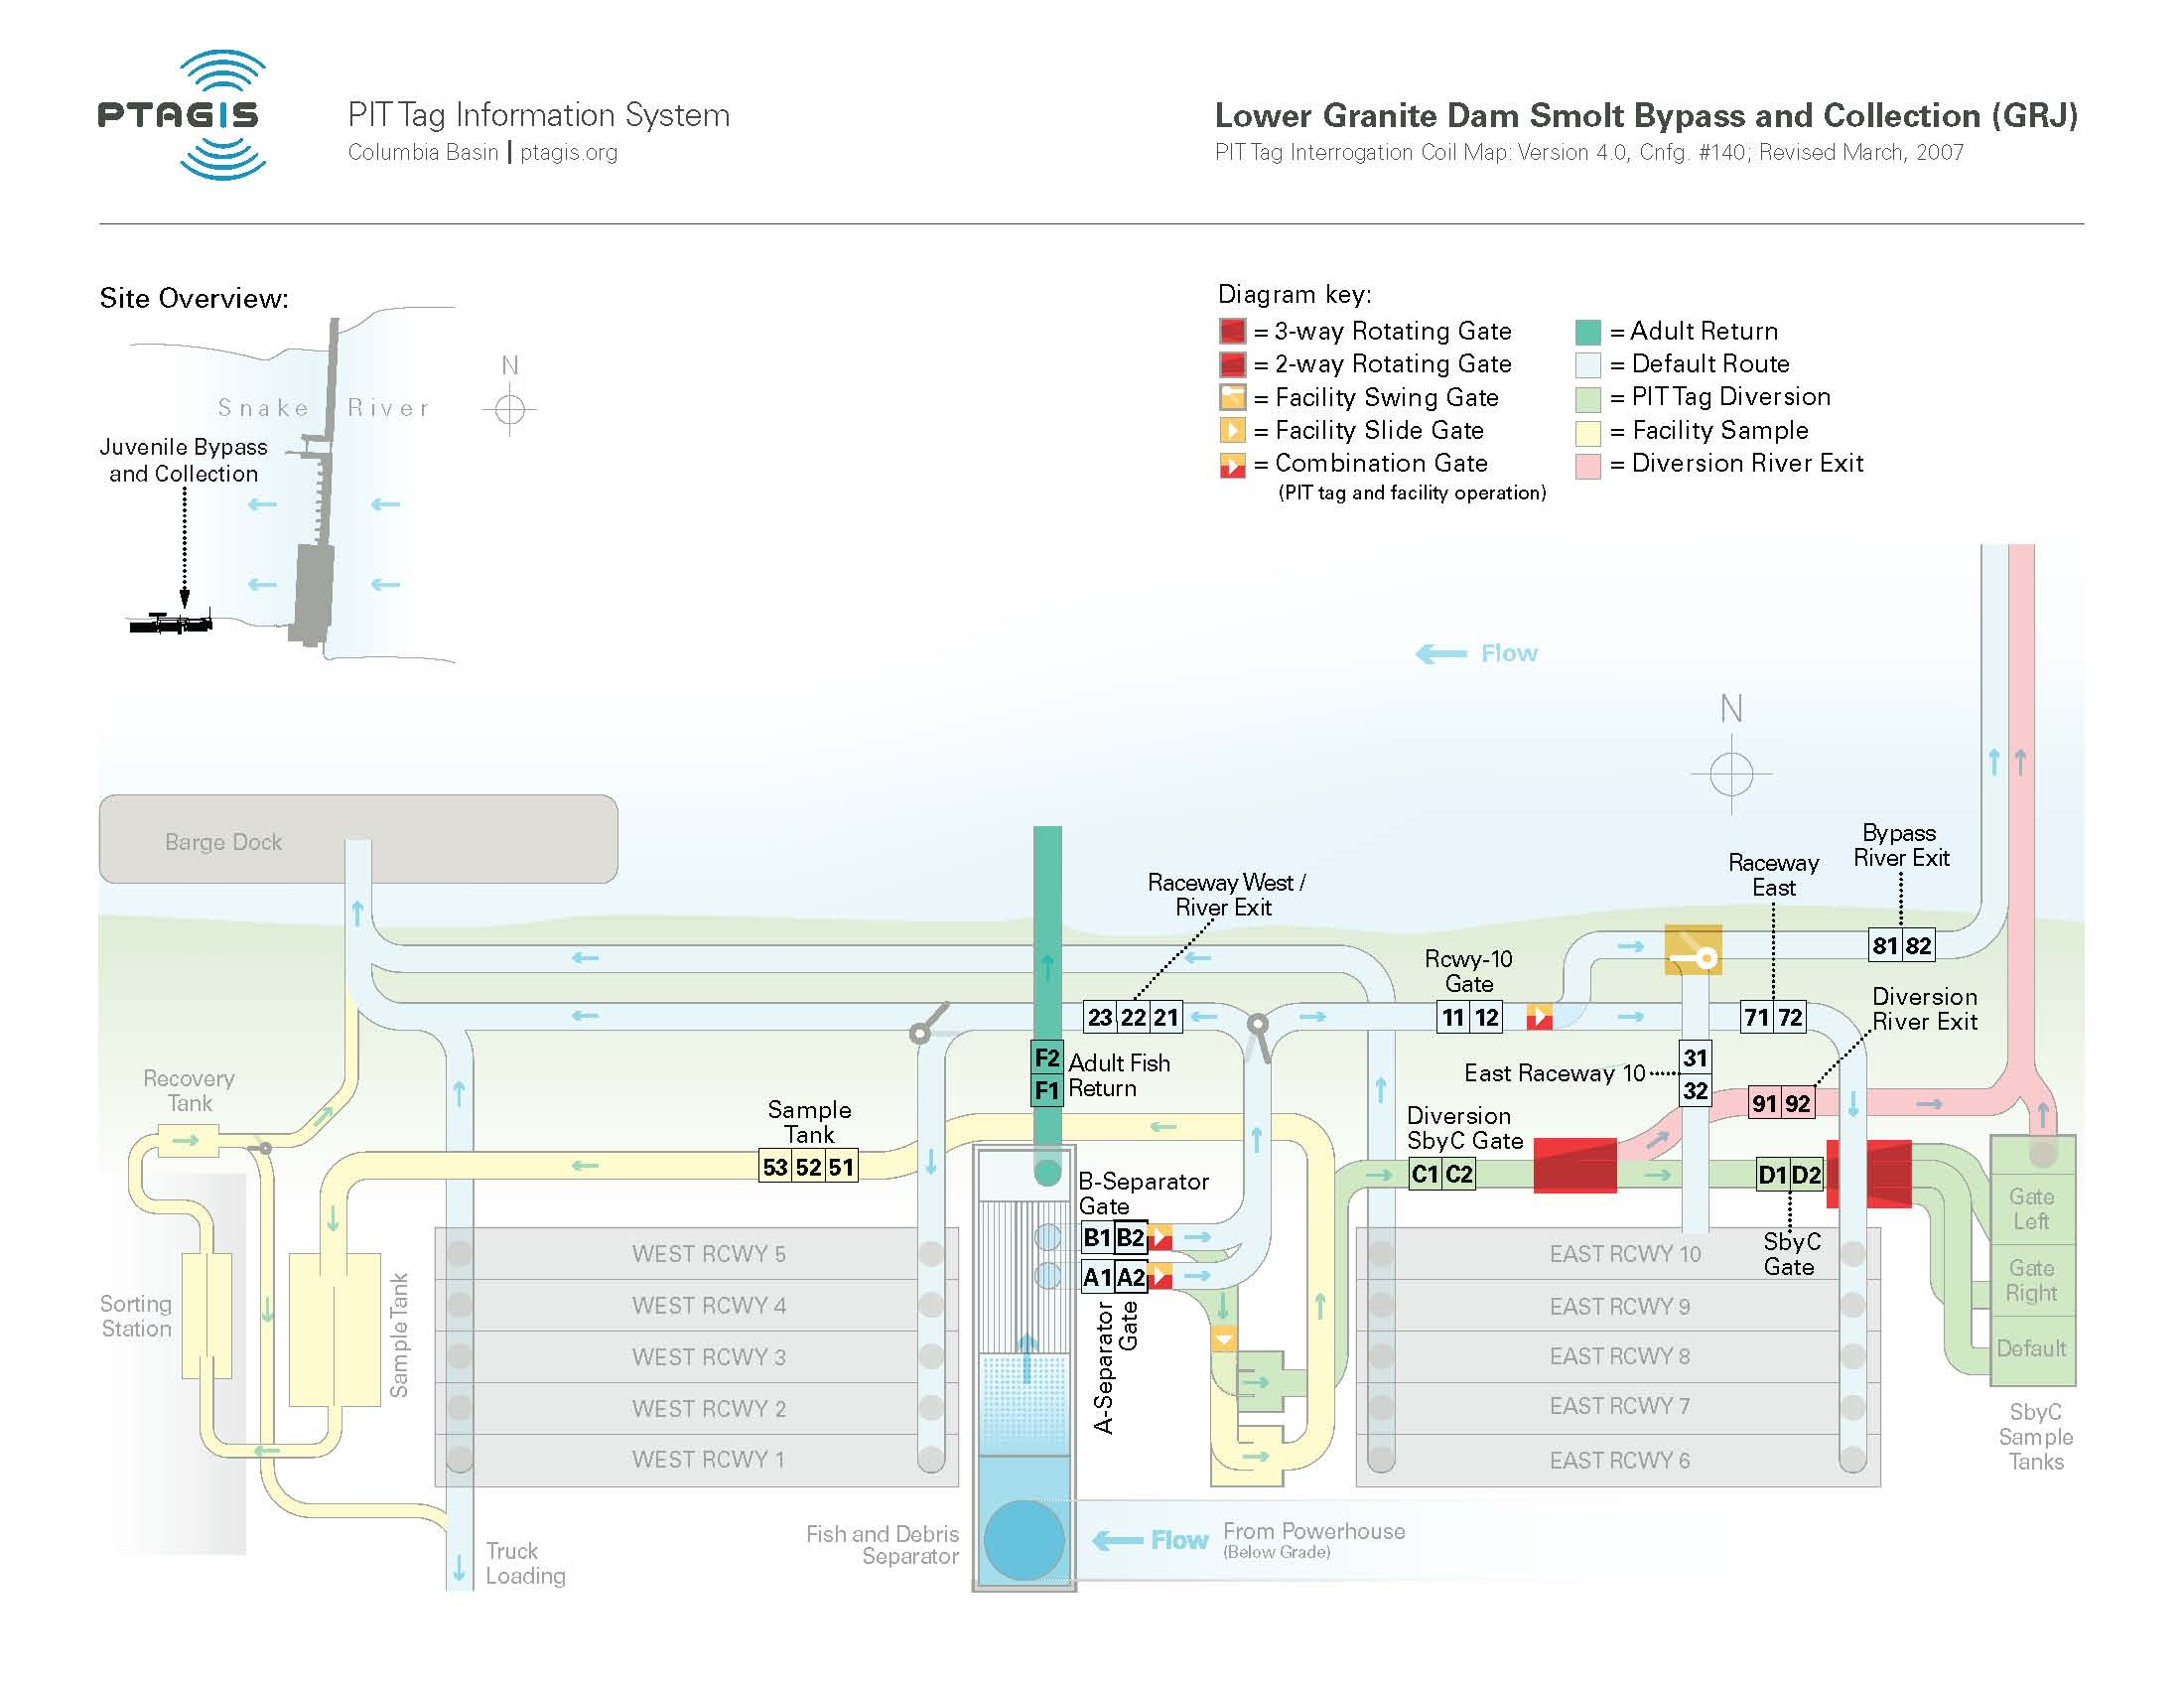 PTAGIS
PIT Tag Information System
Columbia Basin | ptagis.org
Lower Granite Dam Smolt Bypass and Collection (GRJ)
PIT Tag Interrogation Coil Map: Version 4.0, Cnfg. #140; Revised March, 2007
Site Overview:
N
Snake River
Juvenile Bypass
and Collection
Diagram key:
= 3-way Rotating Gate
= 2-way Rotating Gate
= Facility Swing Gate
= Facility Slide Gate
= Combination Gate
(PIT tag and facility operation)
= Adult Return
= Default Route
= PIT Tag Diversion
= Facility Sample
= Diversion River Exit
Flow
N
Barge Dock
Raceway West /
River Exit
Raceway
East
Bypass
River Exit
Rcwy-10
Gate
81 82
Diversion
River Exit
23 22 21
11 12
71 72
F2
F1
Adult Fish
Return
East Raceway 10
31
32
91 92
Recovery
Tank
Sample
Tank
53 52 51
Diversion
SbyC Gate
C1 C2
D1 D2
SbyC
Gate
B-Separator
Gate
B1 B2
A1 A2
A-Separator
Gate
Gate
Left
Gate
Right
Default
SbyC
Sample
Tanks
Sorting
Station
Sample Tank
WEST RCWY 5
WEST RCWY 4
WEST RCWY 3
WEST RCWY 2
WEST RCWY 1
EAST RCWY 10
EAST RCWY 9
EAST RCWY 8
EAST RCWY 7
EAST RCWY 6
Truck
Loading
Fish and Debris
Separator
Flow
From Powerhouse
(Below Grade)